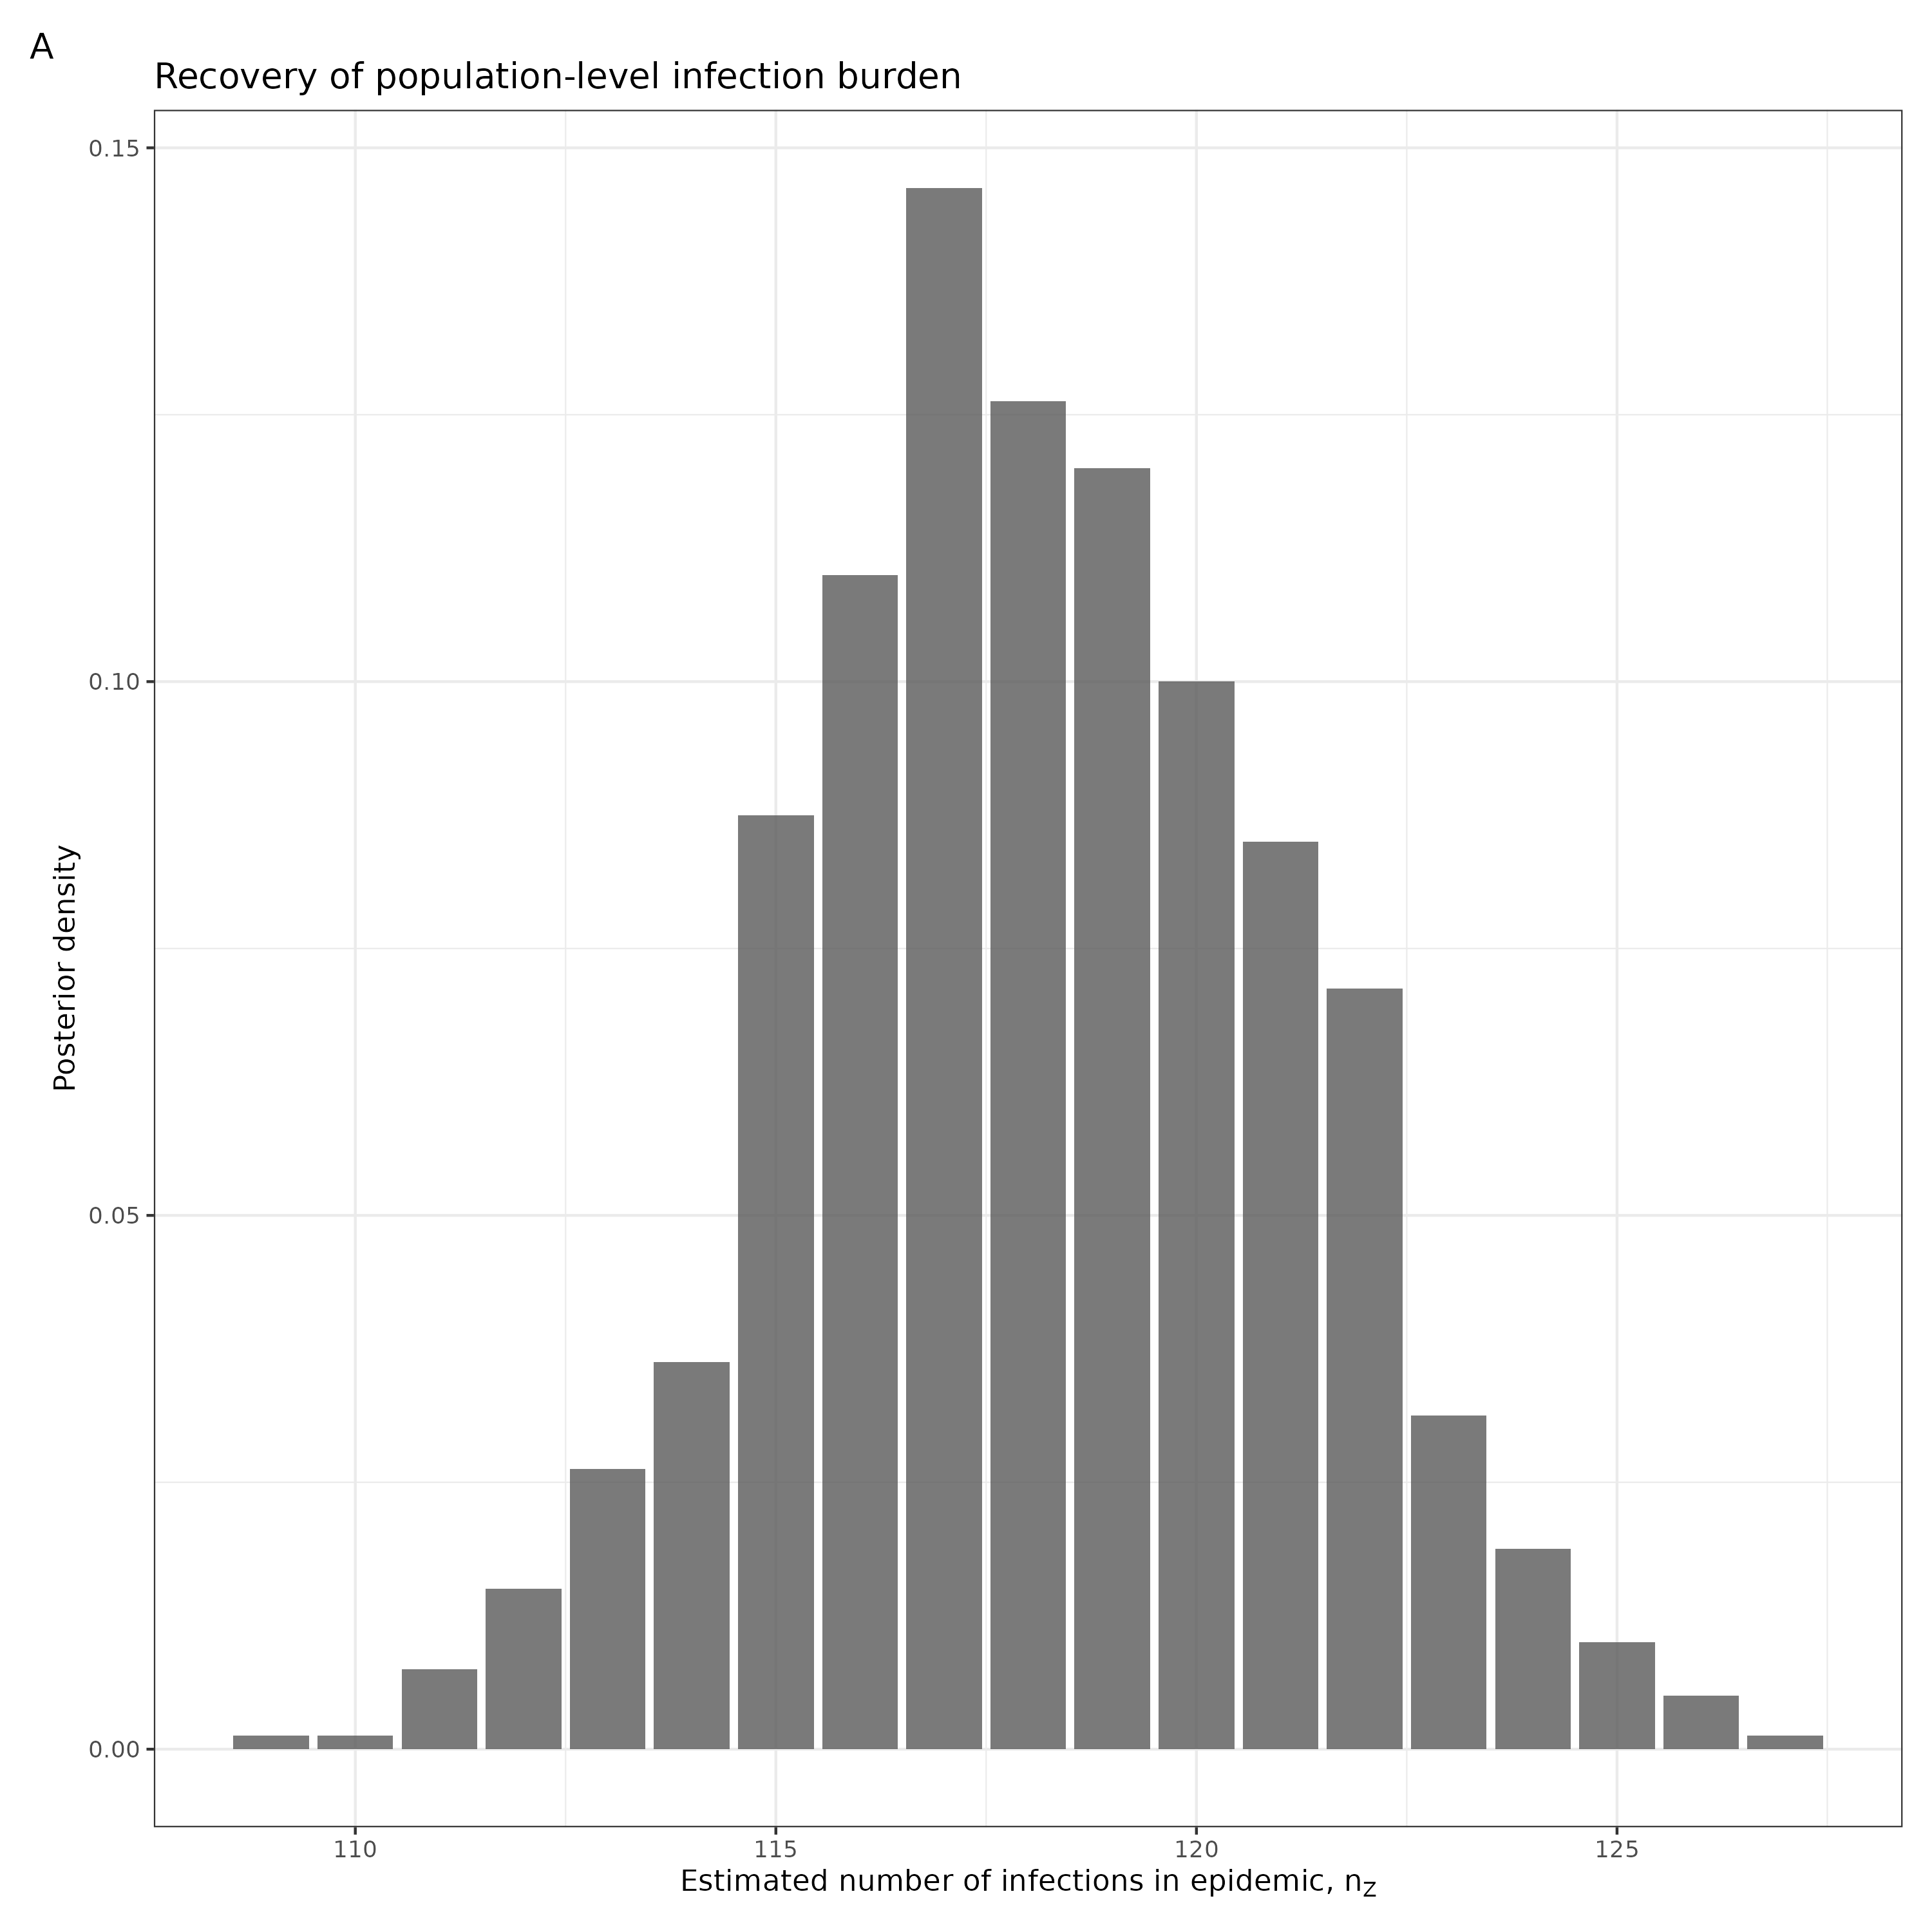 A
Recovery of population-level infection burden
0.15
0.10
0.05
0.00
Posterior density
110 115 120 125
Estimated number of infections in epidemic, nZ